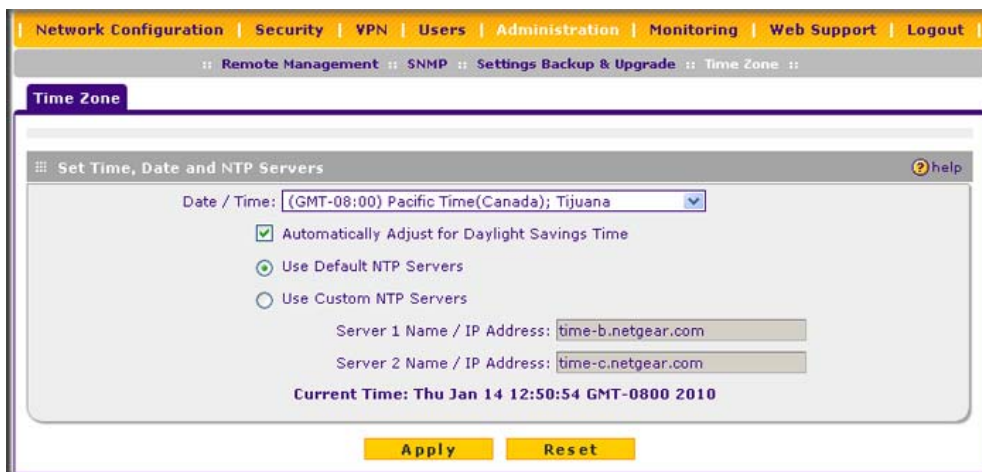 | Network Configuration | Security | VPN | Users | Administration | Monitoring | Web Support | Logout |
:: Remote Management :: SNMP :: Settings Backup & Upgrade :: Time Zone ::
Time Zone
Set Time, Date and NTP Servers ? help
Date / Time: (GMT-08:00) Pacific Time(Canada); Tijuana
Automatically Adjust for Daylight Savings Time
Use Default NTP Servers
Use Custom NTP Servers
Server 1 Name / IP Address: time-b.netgear.com
Server 2 Name / IP Address: time-c.netgear.com
Current Time: Thu Jan 14 12:50:54 GMT-0800 2010
Apply Reset